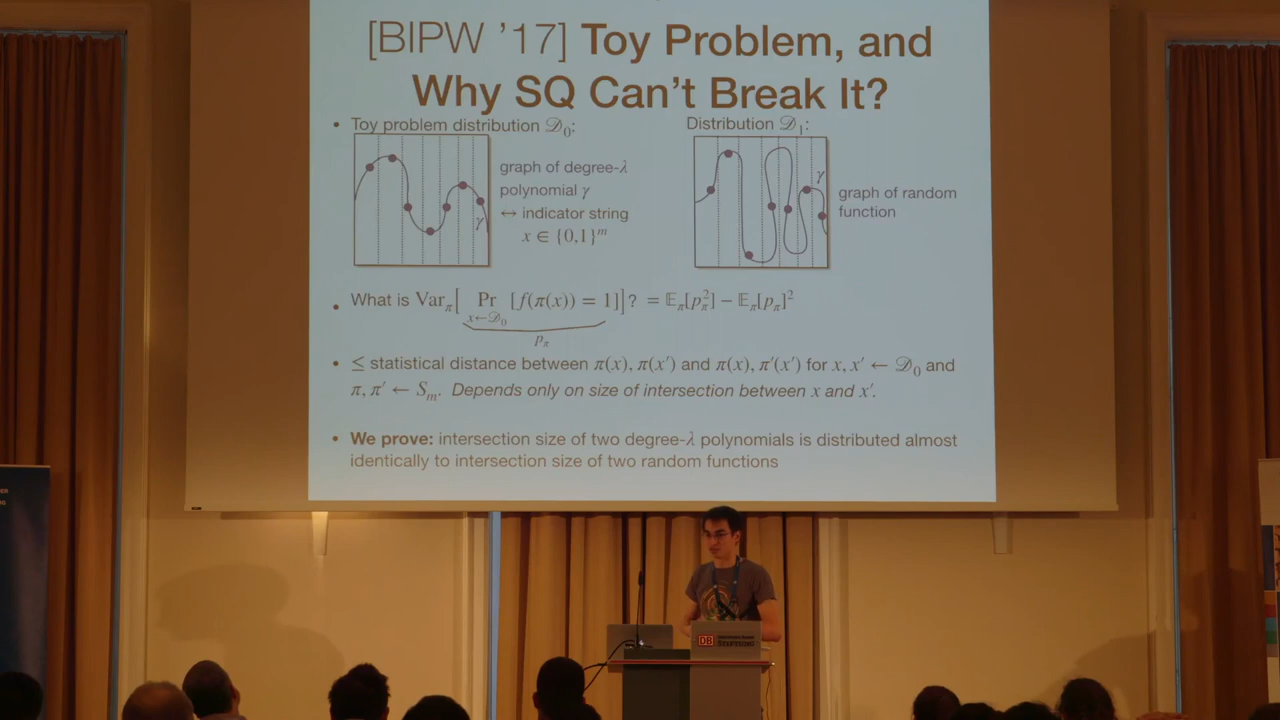 [BIPW ’17] Toy Problem, and
Why SQ Can’t Break It?
• Toy problem distribution 𝒟₀:
Distribution 𝒟₁:
graph of degree-λ
polynomial γ
↔ indicator string
x ∈ {0,1}ᵐ
γ
graph of random
function
γ
• What is Var_π[ Pr_{x←𝒟₀} [f(π(x)) = 1]]? = 𝔼_π[p_π²] − 𝔼_π[p_π]²
p_π
• ≤ statistical distance between π(x), π(x′) and π(x), π′(x′) for x, x′ ← 𝒟₀ and
π, π′ ← S_m. Depends only on size of intersection between x and x′.
• We prove: intersection size of two degree-λ polynomials is distributed almost
identically to intersection size of two random functions
DB
STIFTUNG